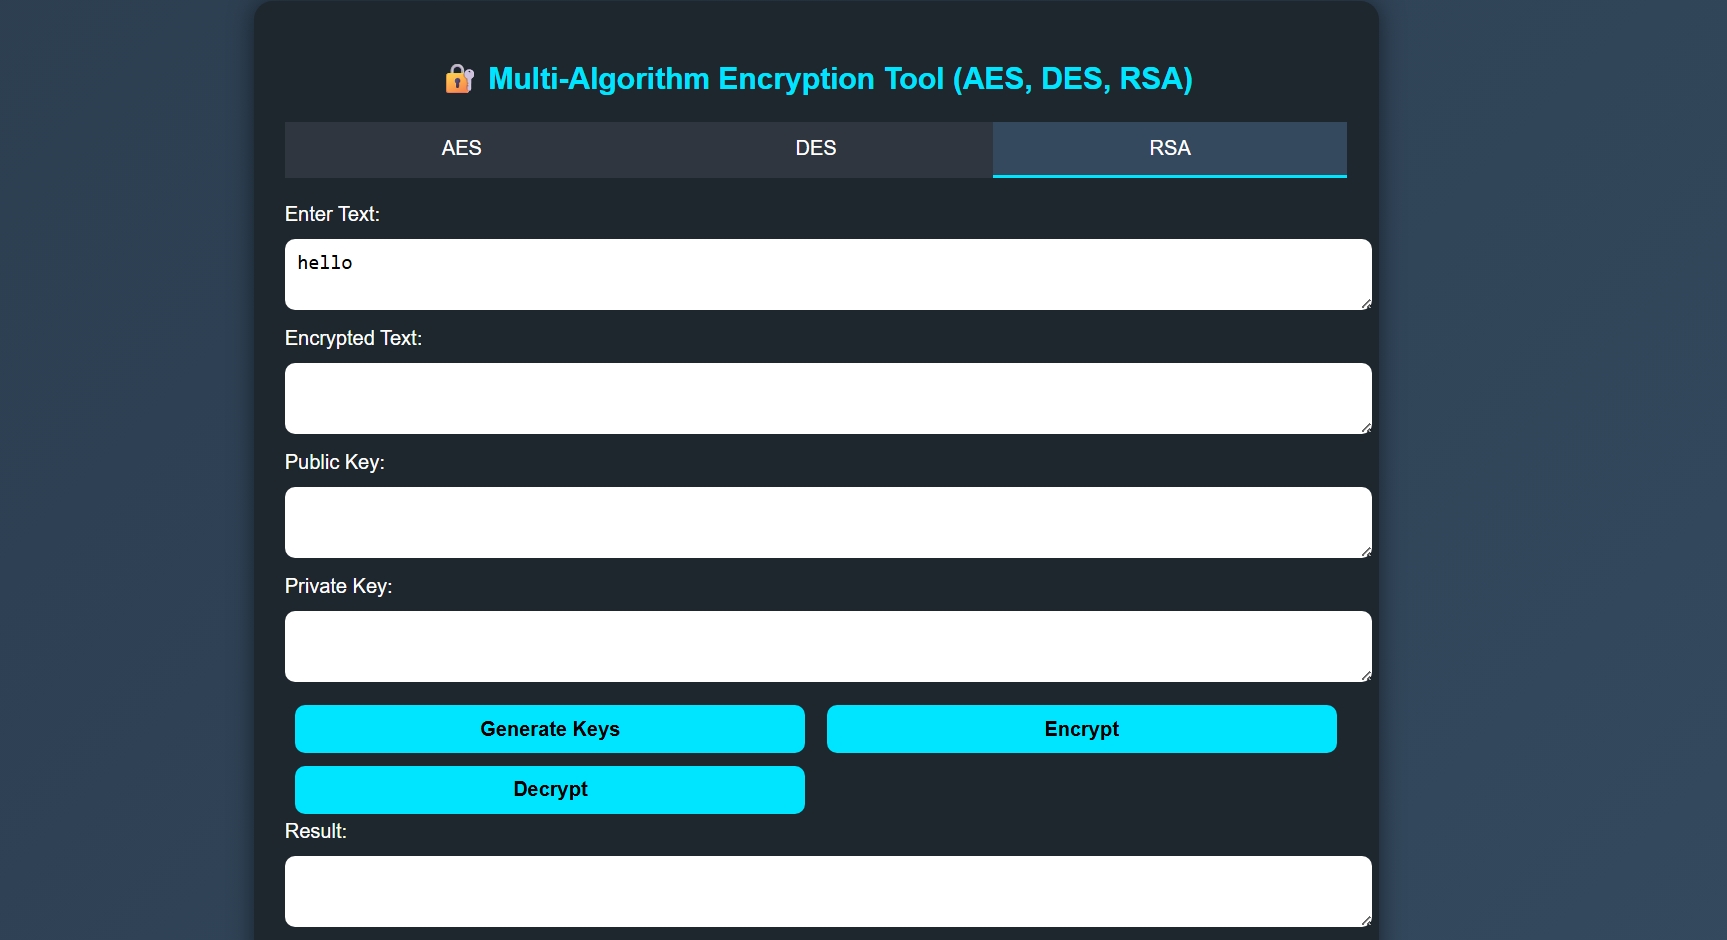 🔐 Multi-Algorithm Encryption Tool (AES, DES, RSA)
AES DES RSA
Enter Text:
hello
Encrypted Text:
Public Key:
Private Key:
Generate Keys Encrypt
Decrypt
Result: